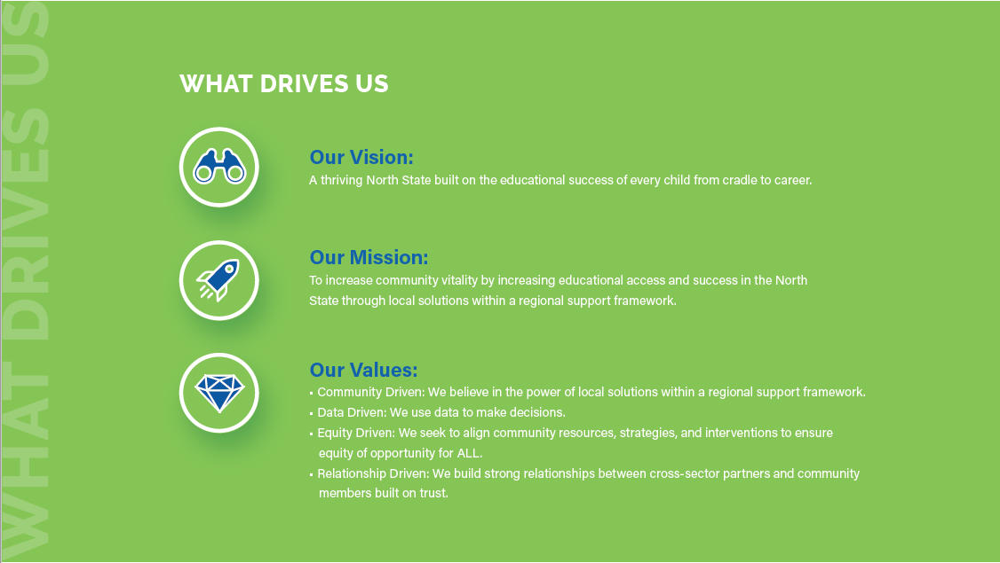 WHAT DRIVES US
WHAT DRIVES US
Our Vision:
A thriving North State built on the educational success of every child from cradle to career.
Our Mission:
To increase community vitality by increasing educational access and success in the North
State through local solutions within a regional support framework.
Our Values:
• Community Driven: We believe in the power of local solutions within a regional support framework.
• Data Driven: We use data to make decisions.
• Equity Driven: We seek to align community resources, strategies, and interventions to ensure
equity of opportunity for ALL.
• Relationship Driven: We build strong relationships between cross-sector partners and community
members built on trust.